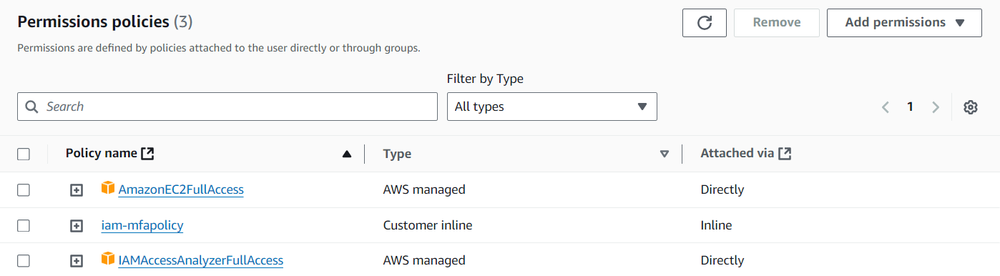 Permissions policies (3)
Remove
Add permissions
Permissions are defined by policies attached to the user directly or through groups.
Filter by Type
Search
All types
1
Policy name
Type
Attached via
AmazonEC2FullAccess
AWS managed
Directly
iam-mfapolicy
Customer inline
Inline
IAMAccessAnalyzerFullAccess
AWS managed
Directly